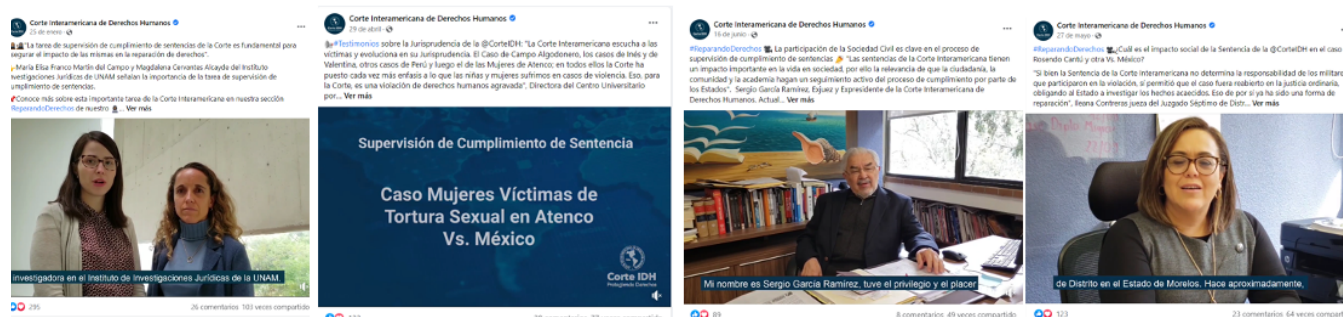 Corte Interamericana de Derechos Humanos
25 de enero
"La tarea de supervisión de cumplimiento de sentencias de la Corte es fundamental para
segurar el impacto de las mismas en la reparación de derechos".
María Elisa Franco Martín del Campo y Magdalena Cervantes Alcayde del Instituto
nvestigaciones Jurídicas de UNAM señalan la importancia de la tarea de supervisión de
umplimiento de sentencias.
¿Conoce más sobre esta importante tarea de la Corte Interamericana en nuestra sección
ReparandoDerechos de nuestro ... Ver más
investigadora en el Instituto de Investigaciones Jurídicas de la UNAM.
295
26 comentarios 103 veces compartido
Corte Interamericana de Derechos Humanos
29 de abril
#Testimonios sobre la Jurisprudencia de la @CorteIDH: "La Corte Interamericana escucha a las
víctimas y evoluciona en su Jurisprudencia. El Caso de Campo Algodonero, los casos de Inés y de
Valentina, otros casos de Perú y luego el de las Mujeres de Atenco; en todos ellos la Corte ha
puesto cada vez más enfasis a lo que las niñas y mujeres sufrimos en casos de violencia. Eso, para
la Corte, es una violación de derechos humanos agravada", Directora del Centro Universitario
por... Ver más
Supervisión de Cumplimiento de Sentencia
Caso Mujeres Víctimas de
Tortura Sexual en Atenco
Vs. México
Corte IDH
Protegiendo Derechos
Corte Interamericana de Derechos Humanos
16 de junio
#ReparandoDerechos La participación de la Sociedad Civil es clave en el proceso de
supervisión de cumplimiento de sentencias "Las sentencias de la Corte Interamericana tienen
un impacto importante en la vida en sociedad, por ello la relevancia de que la ciudadanía, la
comunidad y la academia hagan un seguimiento activo del proceso de cumplimiento por parte de
los Estados". Sergio García Ramírez, Exjuez y Expresidente de la Corte Interamericana de
Derechos Humanos. Actual... Ver más
Mi nombre es Sergio García Ramírez, tuve el privilegio y el placer
89
8 comentarios 49 veces compartido
Corte Interamericana de Derechos Humanos
27 de mayo
#ReparandoDerechos ¿Cuál es el impacto social de la Sentencia de la @CorteIDH en el caso
Rosendo Cantú y otra Vs. México?
"Si bien la Sentencia de la Corte Interamericana no determina la responsabilidad de los militar
que participaron en la violación, sí permitió que el caso fuera reabierto en la justicia ordinaria,
obligando al Estado a investigar los hechos acaecidos. Eso de por sí ya ha sido una forma de
reparación", Ileana Contreras jueza del Juzgado Séptimo de Distr... Ver más
de Distrito en el Estado de Morelos. Hace aproximadamente,
123
23 comentarios 64 veces compart